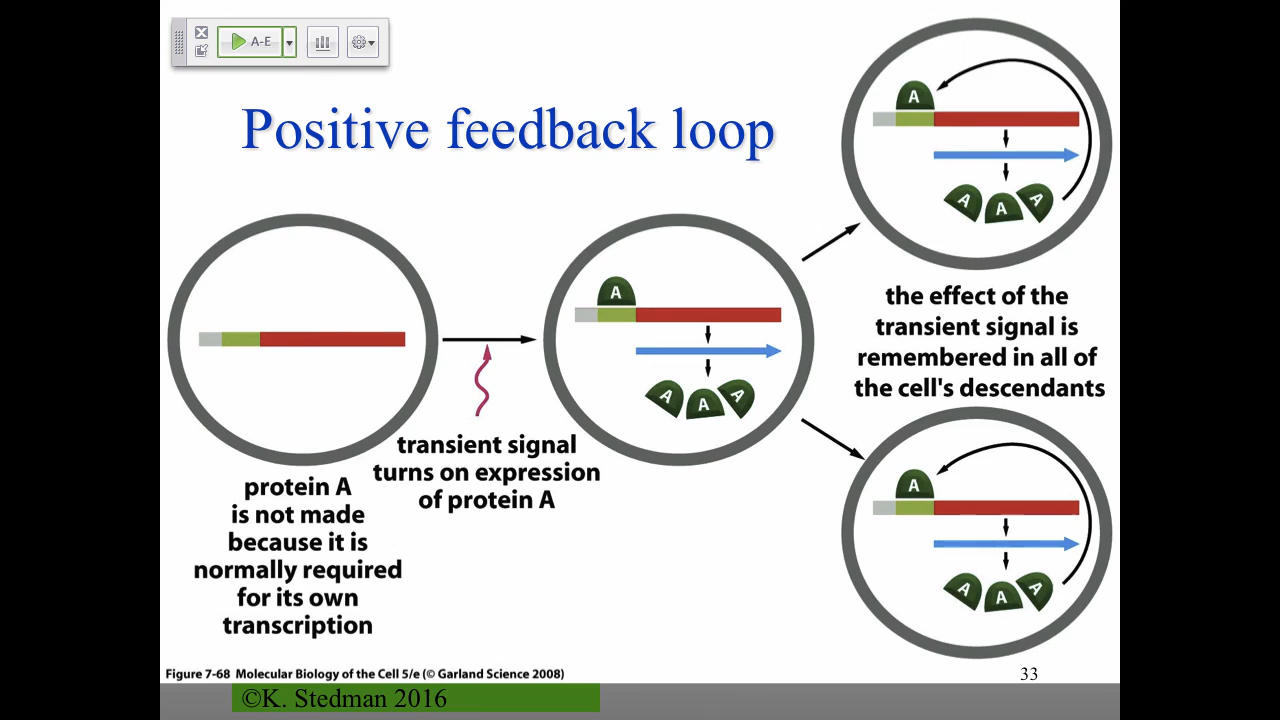 A-E
Positive feedback loop
A
A A A
A
A A A
protein A
is not made
because it is
normally required
for its own
transcription
transient signal
turns on expression
of protein A
the effect of the
transient signal is
remembered in all of
the cell's descendants
A
A A A
Figure 7-68 Molecular Biology of the Cell 5/e (© Garland Science 2008)
33
©K. Stedman 2016